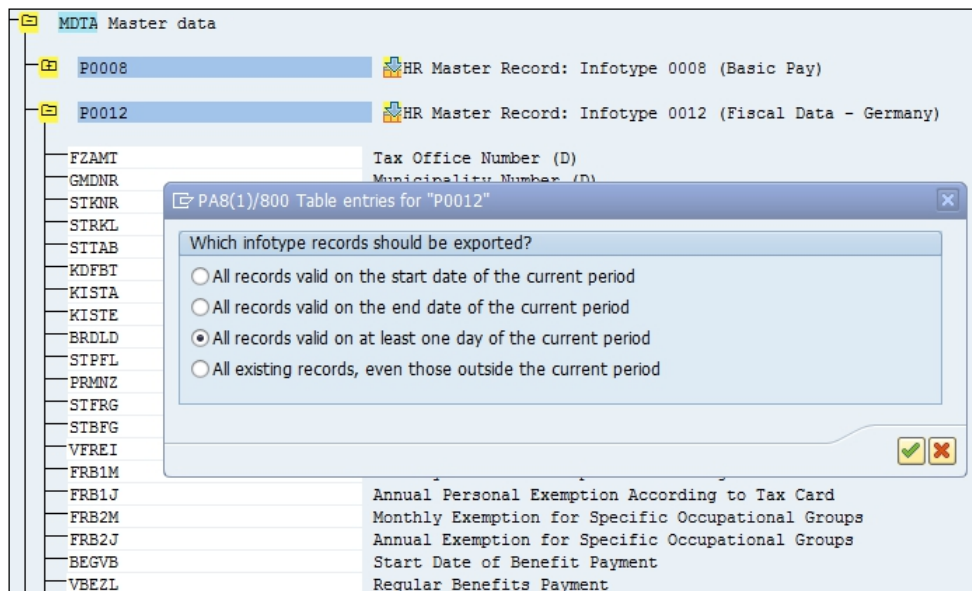 MDTA Master data
P0008 HR Master Record: Infotype 0008 (Basic Pay)
P0012 HR Master Record: Infotype 0012 (Fiscal Data - Germany)
FZAMT Tax Office Number (D)
GMDNR Municipality Number (D)
STKNR
PA8(1)/800 Table entries for "P0012"
STRKL
Which infotype records should be exported?
STTAB
KDFBT
All records valid on the start date of the current period
KISTA
KISTE
All records valid on the end date of the current period
BRDLD
All records valid on at least one day of the current period
STPFL
PRMNZ
All existing records, even those outside the current period
STFRG
STBFG
VFREI
FRB1M
FRB1J Annual Personal Exemption According to Tax Card
FRB2M Monthly Exemption for Specific Occupational Groups
FRB2J Annual Exemption for Specific Occupational Groups
BEGVB Start Date of Benefit Payment
VBEZL Regular Benefits Payment